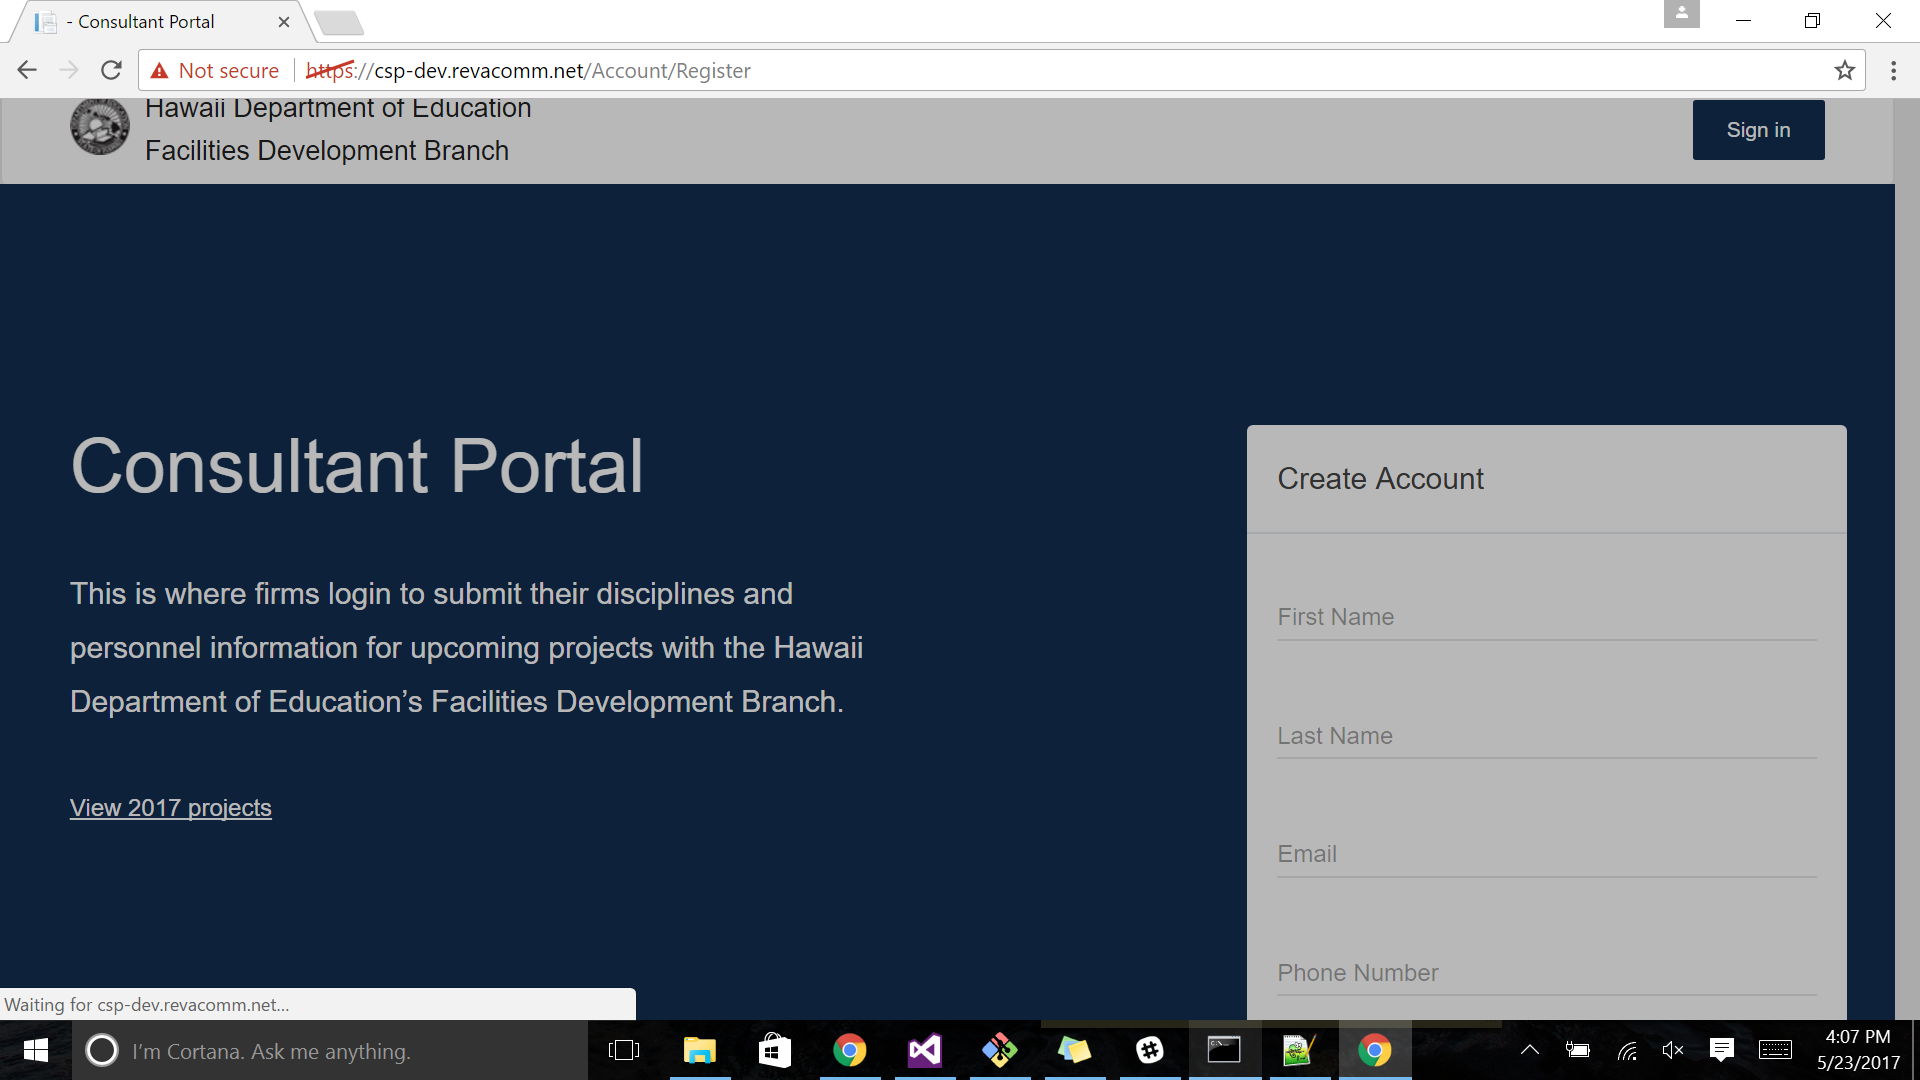 - Consultant Portal
Not secure
https://csp-dev.revacomm.net/Account/Register
Hawaii Department of Education
Facilities Development Branch
Sign in
Consultant Portal
This is where firms login to submit their disciplines and
personnel information for upcoming projects with the Hawaii
Department of Education’s Facilities Development Branch.
View 2017 projects
Create Account
First Name
Last Name
Email
Phone Number
Waiting for csp-dev.revacomm.net...
I’m Cortana. Ask me anything.
4:07 PM
5/23/2017